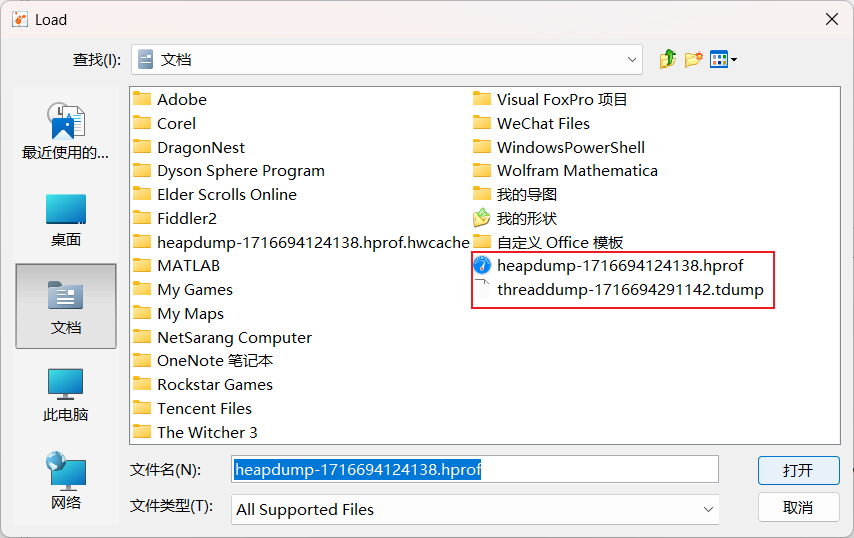 Load
查找(I):
文档
最近使用的...
桌面
文档
此电脑
网络
Adobe
Corel
DragonNest
Dyson Sphere Program
Elder Scrolls Online
Fiddler2
heapdump-1716694124138.hprof.hwcache
MATLAB
My Games
My Maps
NetSarang Computer
OneNote 笔记本
Rockstar Games
Tencent Files
The Witcher 3
Visual FoxPro 项目
WeChat Files
WindowsPowerShell
Wolfram Mathematica
我的导图
我的形状
自定义 Office 模板
heapdump-1716694124138.hprof
threaddump-1716694291142.tdump
文件名(N):
heapdump-1716694124138.hprof
打开
文件类型(T):
All Supported Files
取消